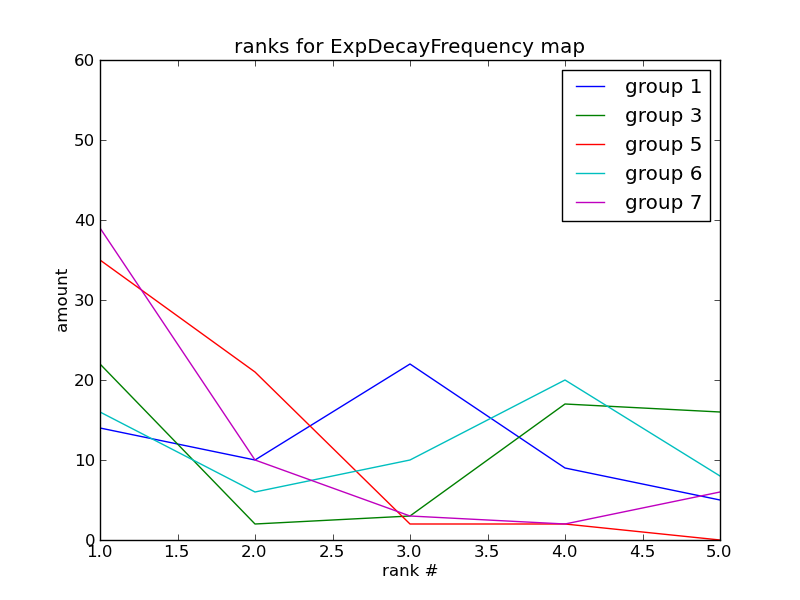 ranks for ExpDecayFrequency map
60
50
40
30
20
10
0
amount
group 1
group 3
group 5
group 6
group 7
1.0 1.5 2.0 2.5 3.0 3.5 4.0 4.5 5.0
rank #